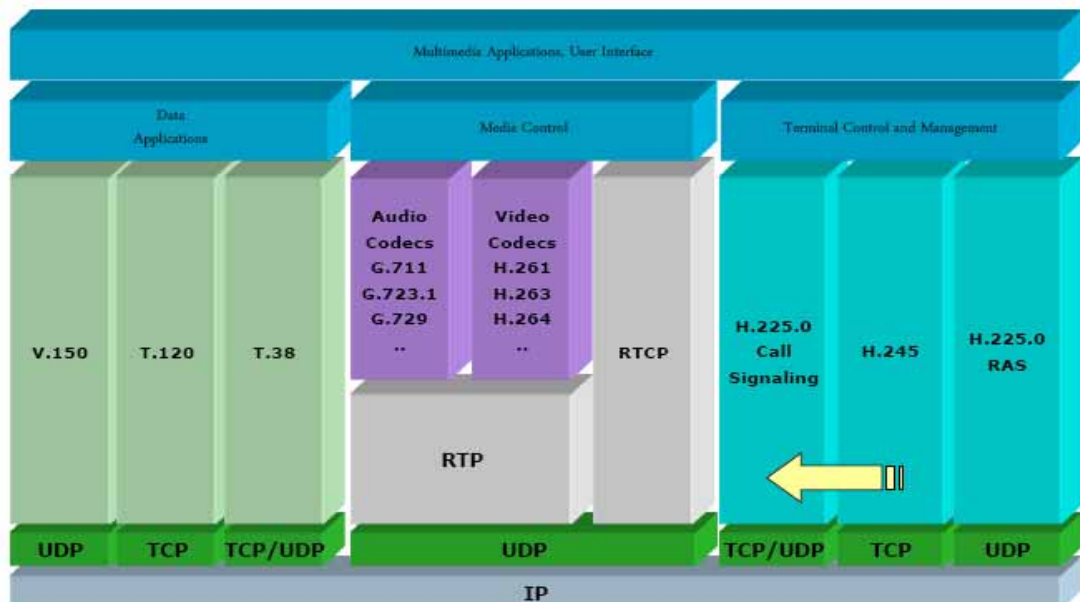 Multimedia Applications, User Interface
Data
Applications
Media Control
Terminal Control and Management
V.150
T.120
T.38
Audio
Codecs
G.711
G.723.1
G.729
..
Video
Codecs
H.261
H.263
H.264
..
RTP
RTCP
H.225.0
Call
Signaling
H.245
H.225.0
RAS
UDP
TCP
TCP/UDP
UDP
TCP/UDP
TCP
UDP
IP